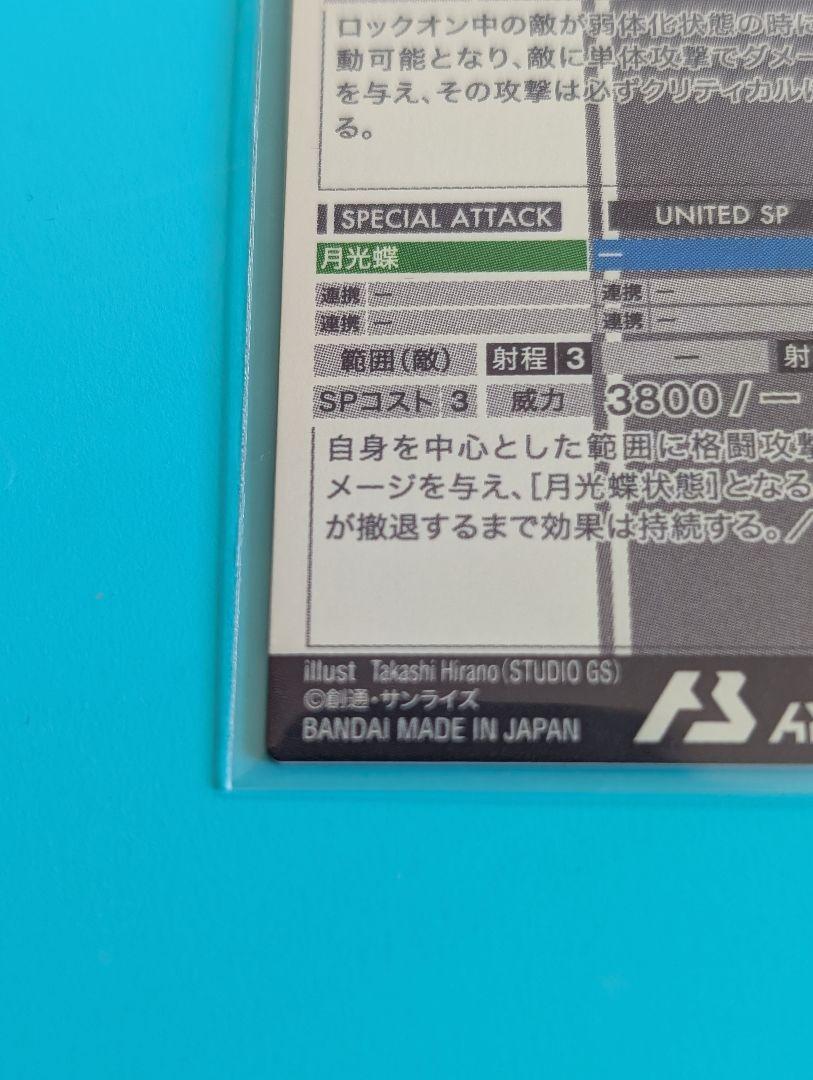 ロックオン中の敵が弱体化状態の時に
動可能となり、敵に単体攻撃でダメー
を与え、その攻撃は必ずクリティカルに
る。
SPECIAL ATTACK UNITED SP
月光蝶 ー
連携 ー 連携 ー
連携 ー 連携 ー
範囲(敵) 射程 3 ー 射
SPコスト 3 威力 3800 / ー
自身を中心とした範囲に格闘攻撃
メージを与え、[月光蝶状態]となる
が撤退するまで効果は持続する。/
illust Takashi Hirano (STUDIO GS)
©創通・サンライズ
BANDAI MADE IN JAPAN